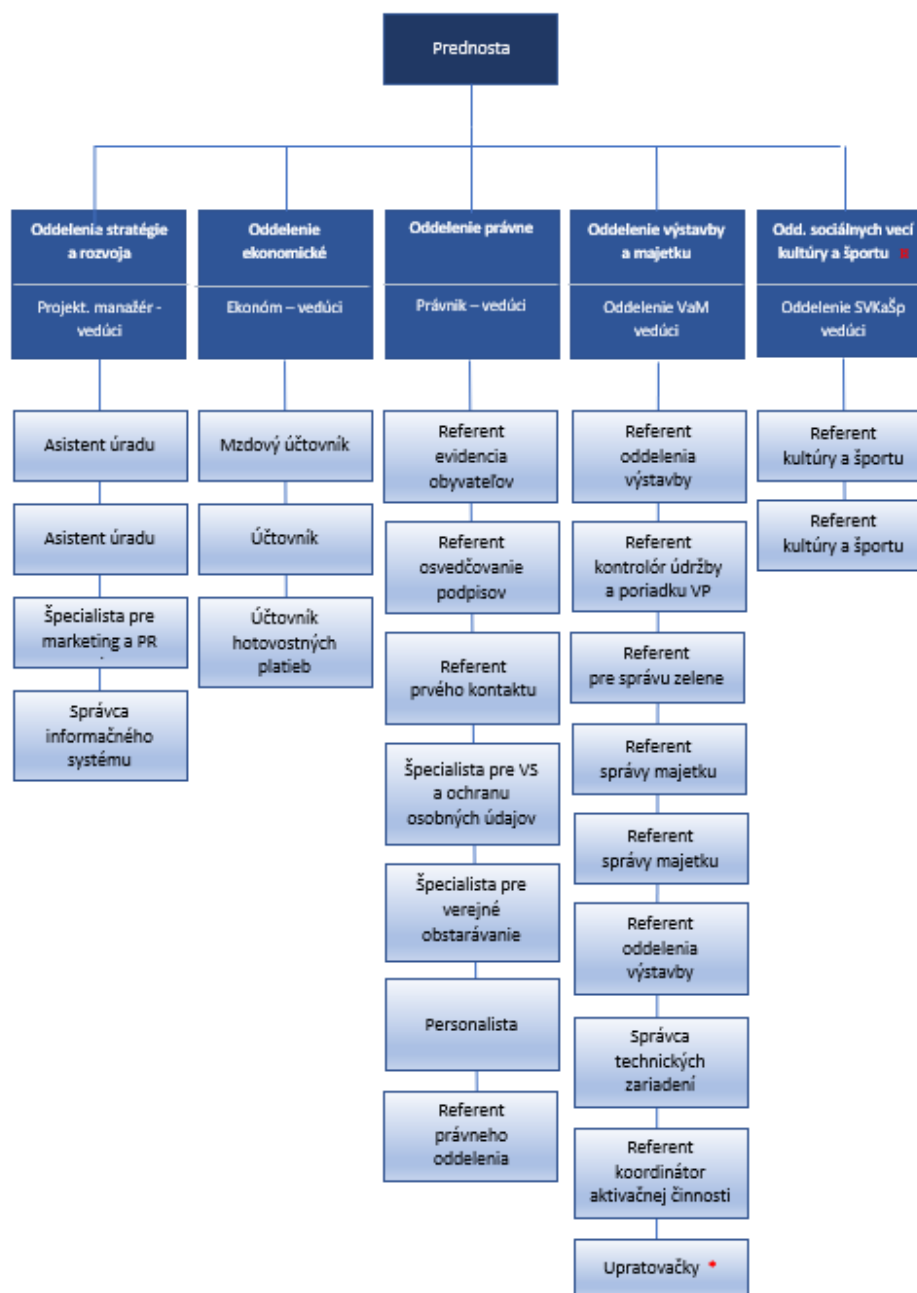 Prednosta
Oddelenie stratégie
a rozvoja
Projekt. manažér -
vedúci
Asistent úradu
Asistent úradu
Špecialista pre
marketing a PR
Správca
informačného
systému
Oddelenie
ekonomické
Ekonóm – vedúci
Mzdový účtovník
Účtovník
Účtovník
hotovostných
platieb
Oddelenie právne
Právnik – vedúci
Referent
evidencia
obyvateľov
Referent
osvedčovanie
podpisov
Referent
prvého kontaktu
Špecialista pre VS
a ochranu
osobných údajov
Špecialista pre
verejné
obstarávanie
Personalista
Referent
právneho
oddelenia
Oddelenie výstavby
a majetku
Oddelenie VaM
vedúci
Referent
oddelenia
výstavby
Referent
kontrolór údržby
a poriadku VP
Referent
pre správu zelene
Referent
správy majetku
Referent
správy majetku
Referent
oddelenia
výstavby
Správca
technických
zariadení
Referent
koordinátor
aktivačnej činnosti
Upratovačky *
Odd. sociálnych vecí
kultúry a športu
Oddelenie SVKaŠp
vedúci
Referent
kultúry a športu
Referent
kultúry a športu